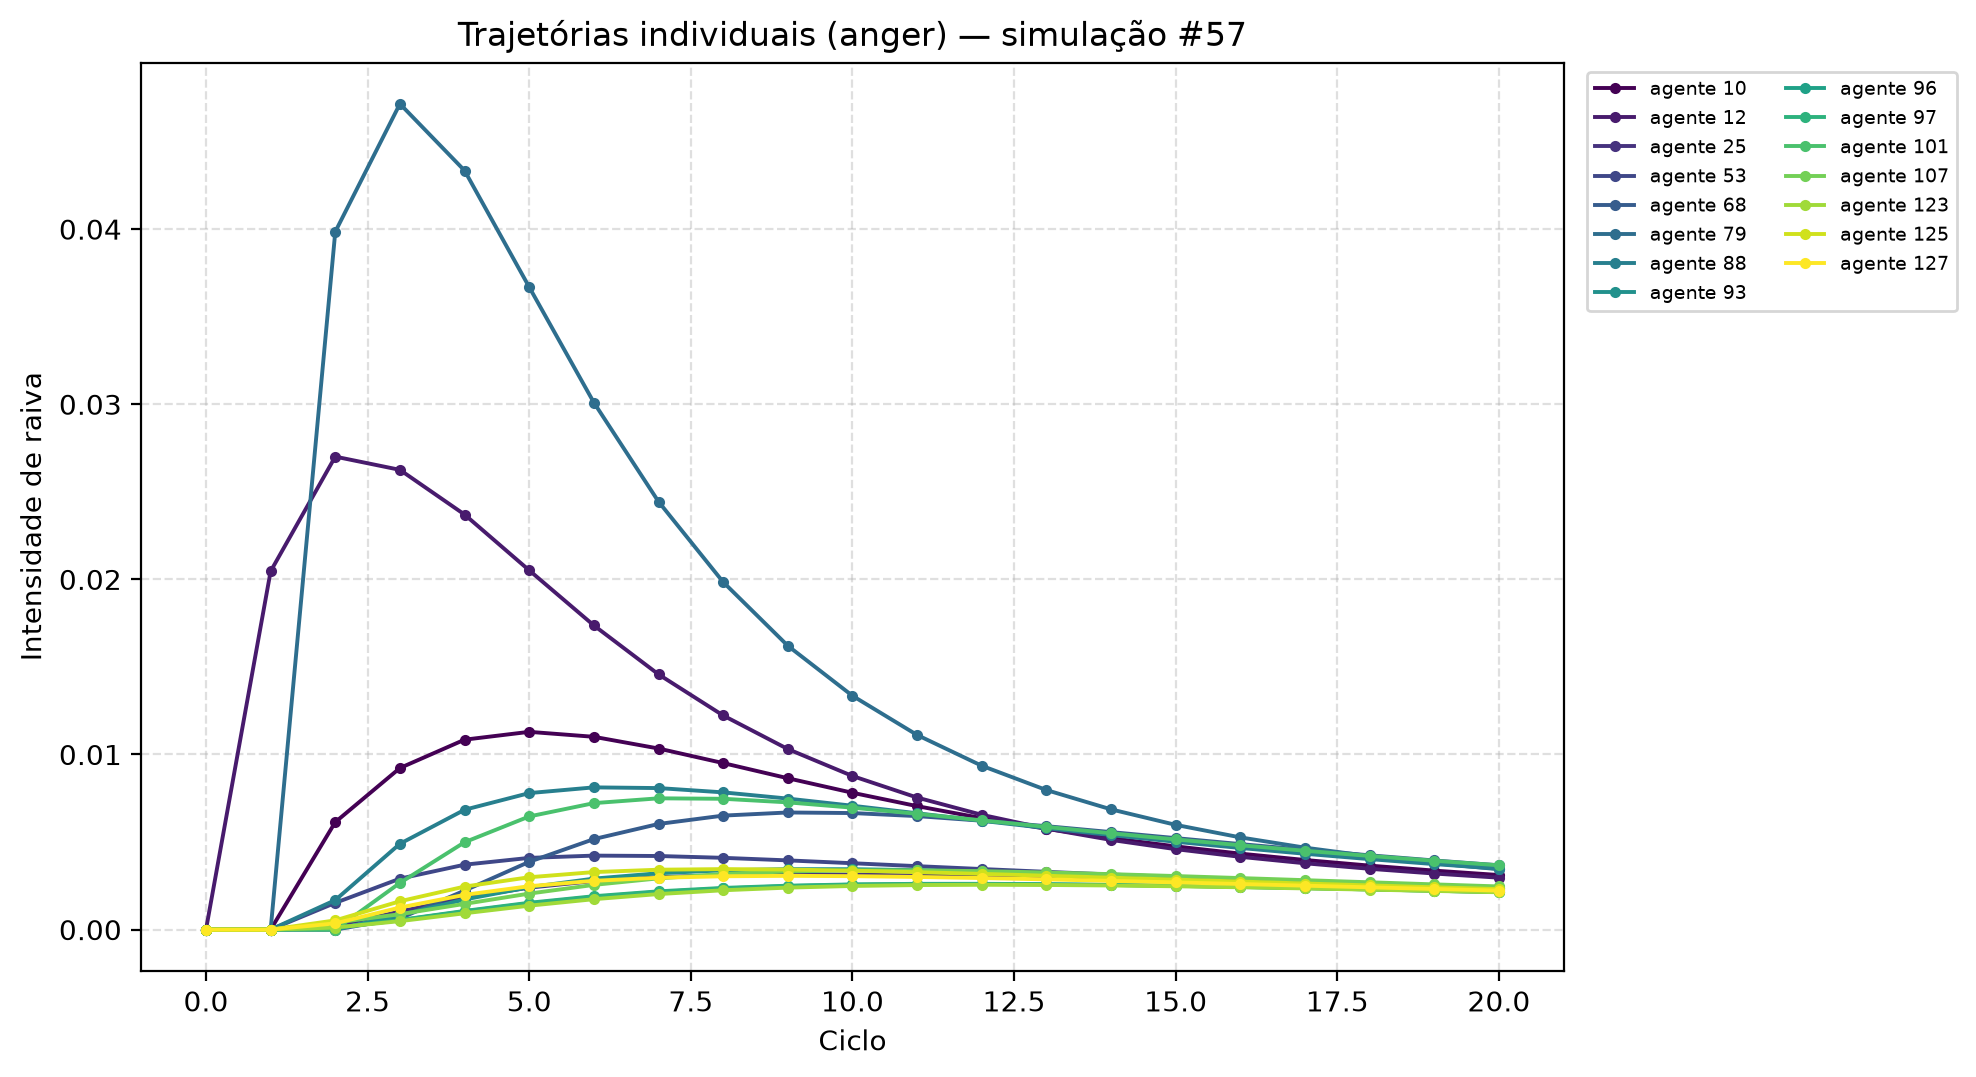 Trajetórias individuais (anger) — simulação #57
Intensidade de raiva
0.04
0.03
0.02
0.01
0.00
0.0 2.5 5.0 7.5 10.0 12.5 15.0 17.5 20.0
Ciclo
agente 10
agente 12
agente 25
agente 53
agente 68
agente 79
agente 88
agente 93
agente 96
agente 97
agente 101
agente 107
agente 123
agente 125
agente 127